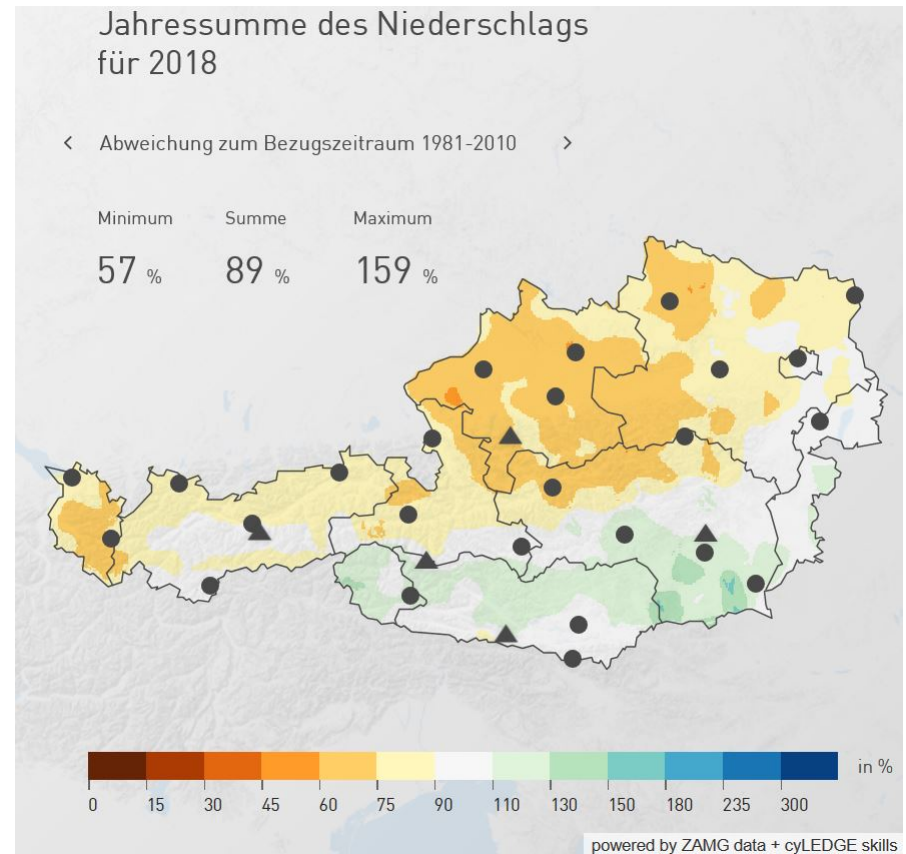 Jahressumme des Niederschlags
für 2018
< Abweichung zum Bezugszeitraum 1981-2010 >
Minimum Summe Maximum
57 % 89 % 159 %
in %
0 15 30 45 60 75 90 110 130 150 180 235 300
powered by ZAMG data + cyLEDGE skills